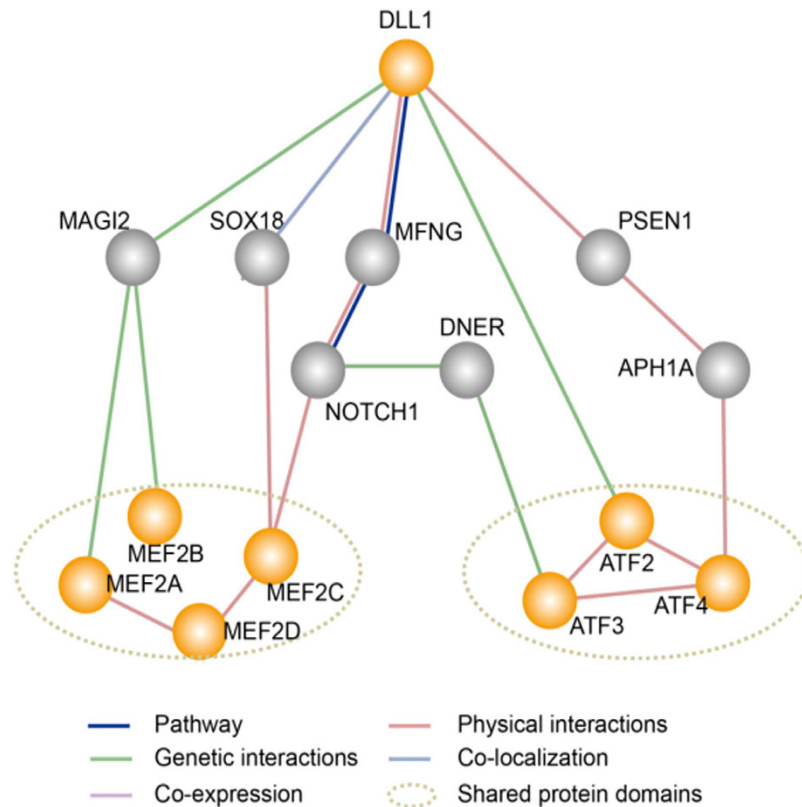 DLL1
MAGI2
SOX18
MFNG
PSEN1
DNER
APH1A
NOTCH1
MEF2B
MEF2A
MEF2C
MEF2D
ATF2
ATF4
ATF3
Pathway
Physical interactions
Genetic interactions
Co-localization
Co-expression
Shared protein domains